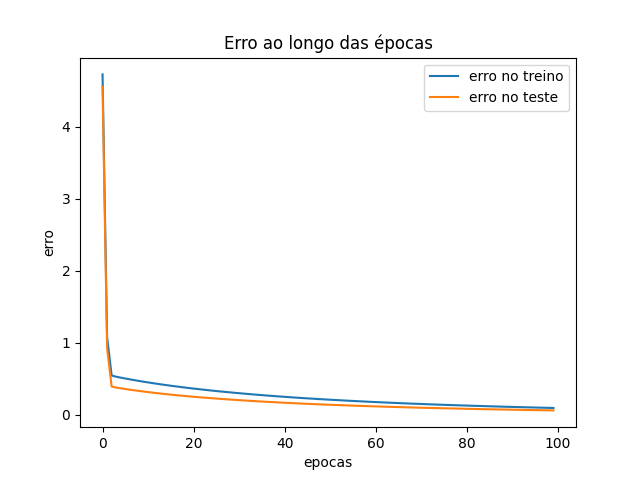 Erro ao longo das épocas
erro no treino
erro no teste
erro
4
3
2
1
0
0 20 40 60 80 100
epocas